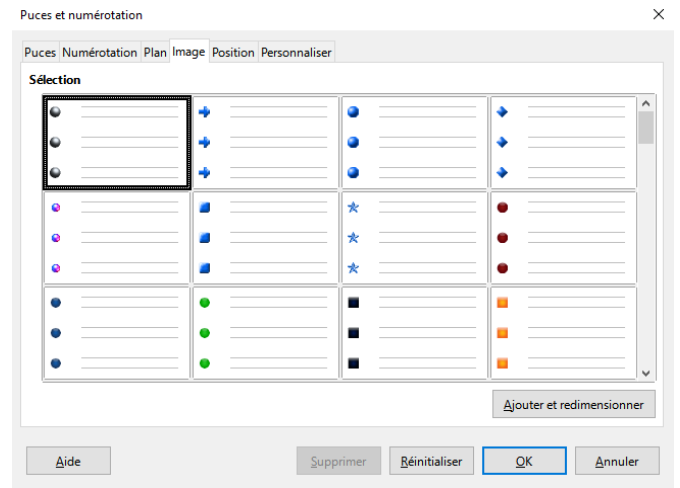 Puces et numérotation
Puces Numérotation Plan Image Position Personnaliser
Sélection
Ajouter et redimensionner
Aide Supprimer Réinitialiser OK Annuler